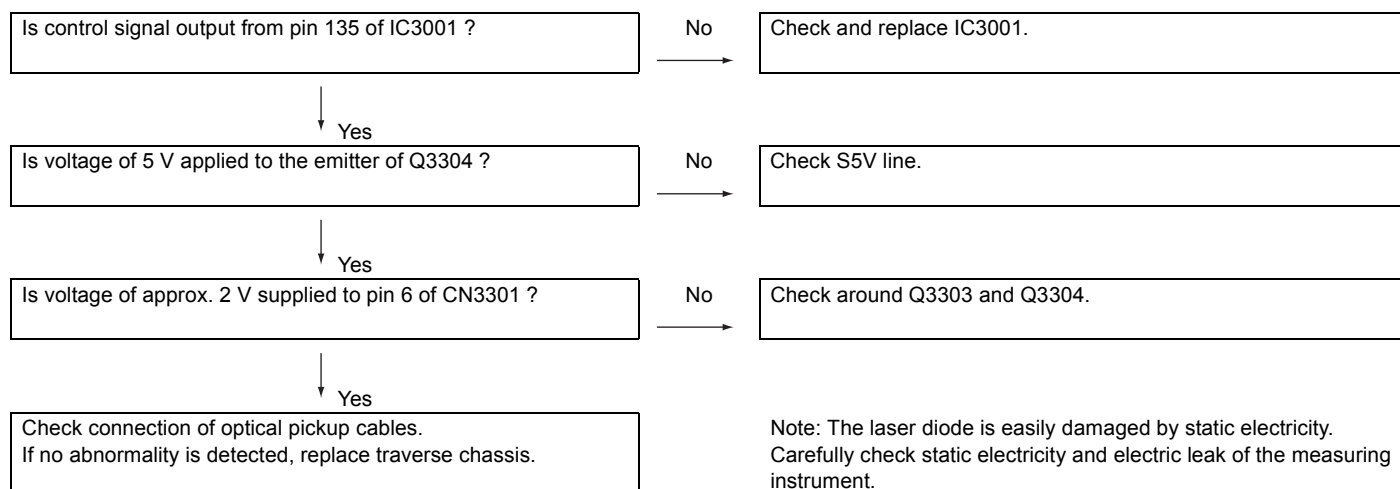 Is control signal output from pin 135 of IC3001 ?
No
Check and replace IC3001.
Yes
Is voltage of 5 V applied to the emitter of Q3304 ?
No
Check S5V line.
Yes
Is voltage of approx. 2 V supplied to pin 6 of CN3301 ?
No
Check around Q3303 and Q3304.
Yes
Check connection of optical pickup cables.
If no abnormality is detected, replace traverse chassis.
Note: The laser diode is easily damaged by static electricity.
Carefully check static electricity and electric leak of the measuring
instrument.